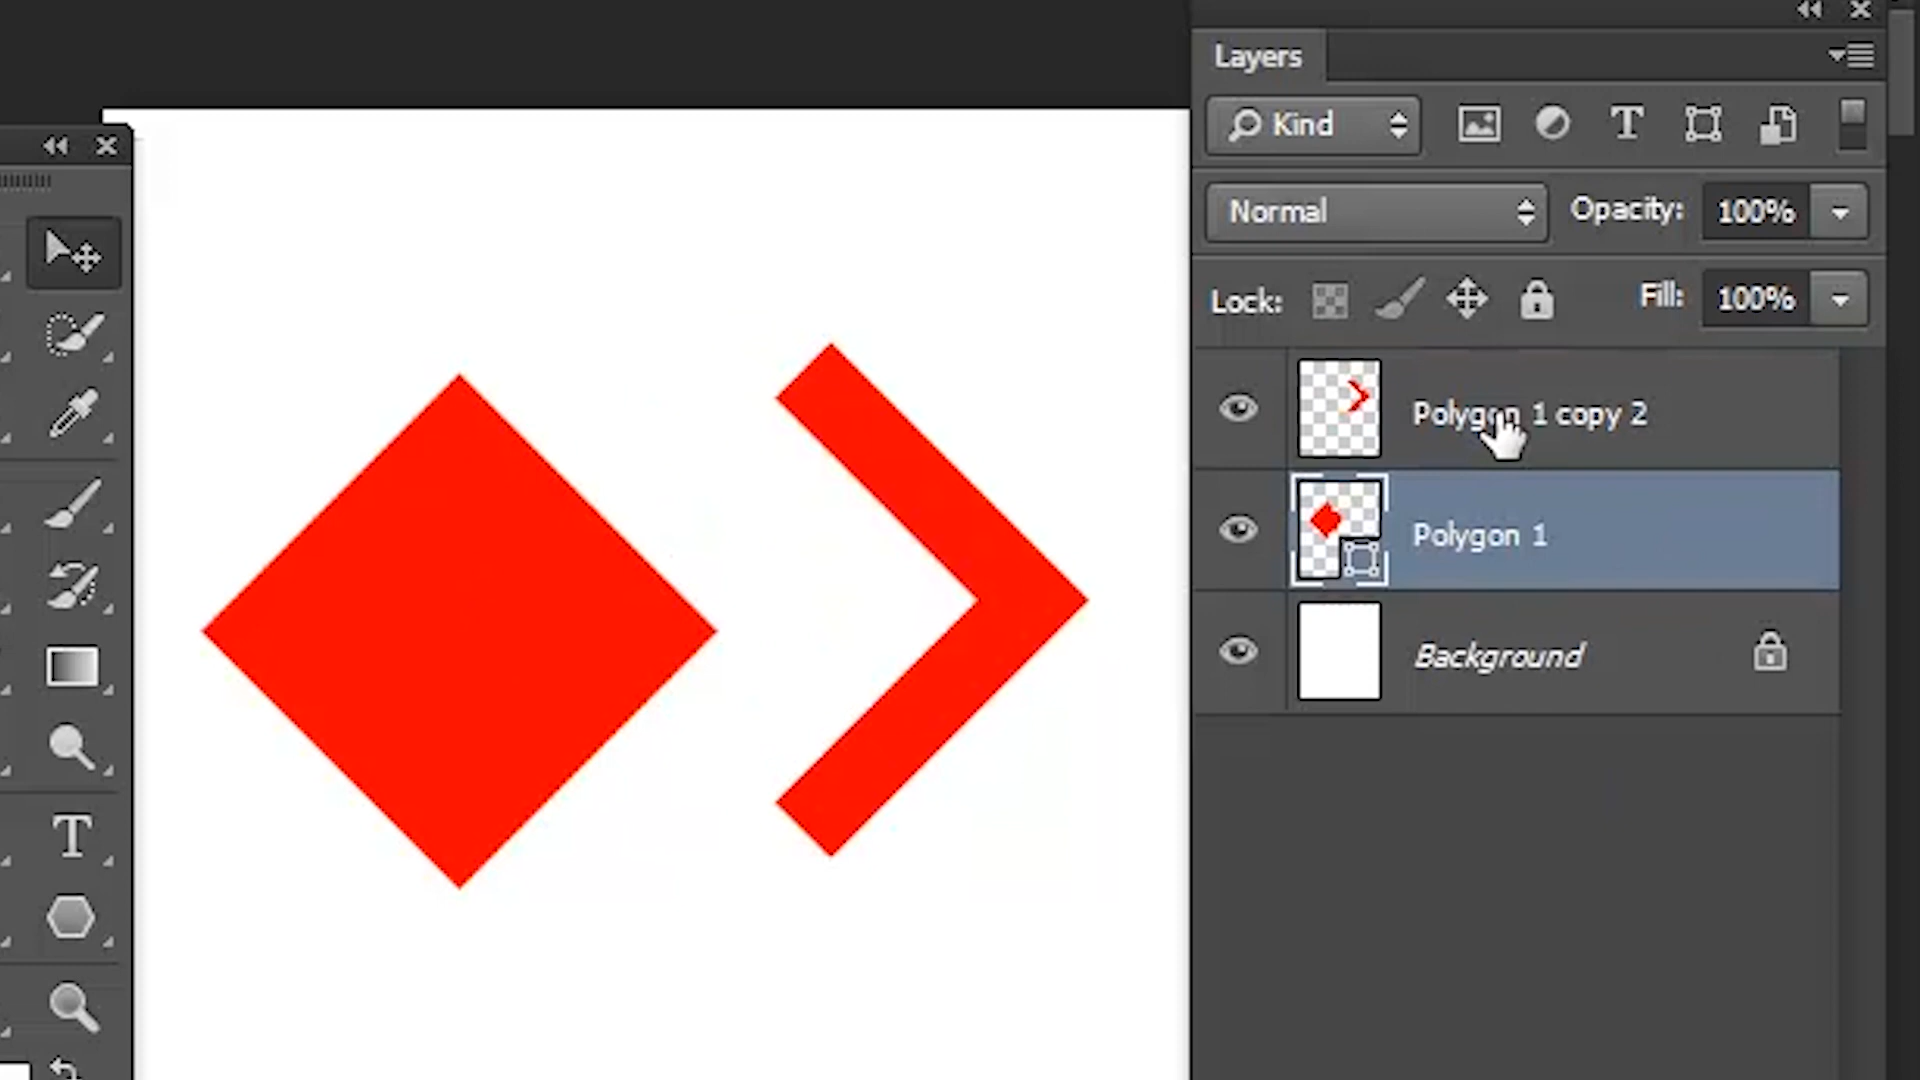 Layers
Kind
Normal Opacity: 100%
Lock: Fill: 100%
Polygon 1 copy 2
Polygon 1
Background